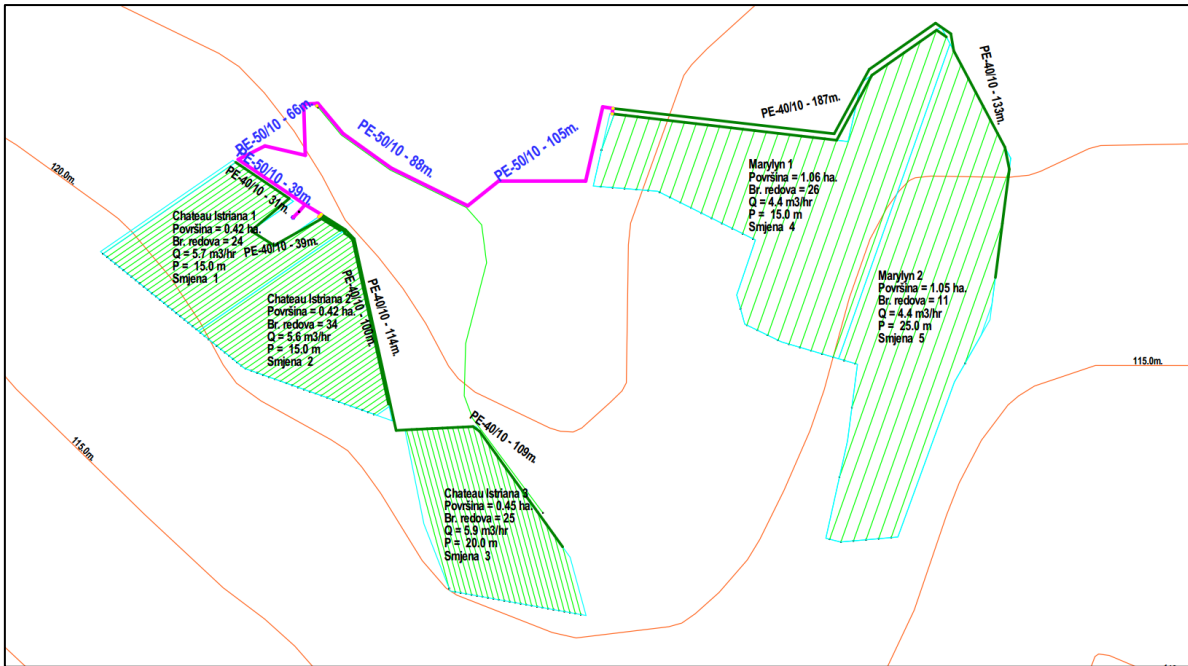 PE-50/10 - 66m.
PE-50/10 - 88m.
PE-50/10 - 105m.
PE-40/10 - 187m.
PE-40/10 - 133m.
120.0m.
PE-50/10 - 39m.
PE-40/10 - 31m.
Marylyn 1
Površina = 1.06 ha.
Br. redova = 26
Q = 4.4 m3/hr
P = 15.0 m
Smjena 4
Chateau Istriana 1
Površina = 0.42 ha.
Br. redova = 24
Q = 5.7 m3/hr
P = 15.0 m
Smjena 1
PE-40/10 - 39m.
Chateau Istriana 2
Površina = 0.42 ha.
Br. redova = 34
Q = 5.6 m3/hr
P = 15.0 m
Smjena 2
PE-40/10 - 100m.
PE-40/10 - 114m.
Marylyn 2
Površina = 1.05 ha.
Br. redova = 11
Q = 4.4 m3/hr
P = 25.0 m
Smjena 5
115.0m.
115.0m.
PE-40/10 - 109m.
Chateau Istriana 3
Površina = 0.45 ha.
Br. redova = 25
Q = 5.9 m3/hr
P = 20.0 m
Smjena 3